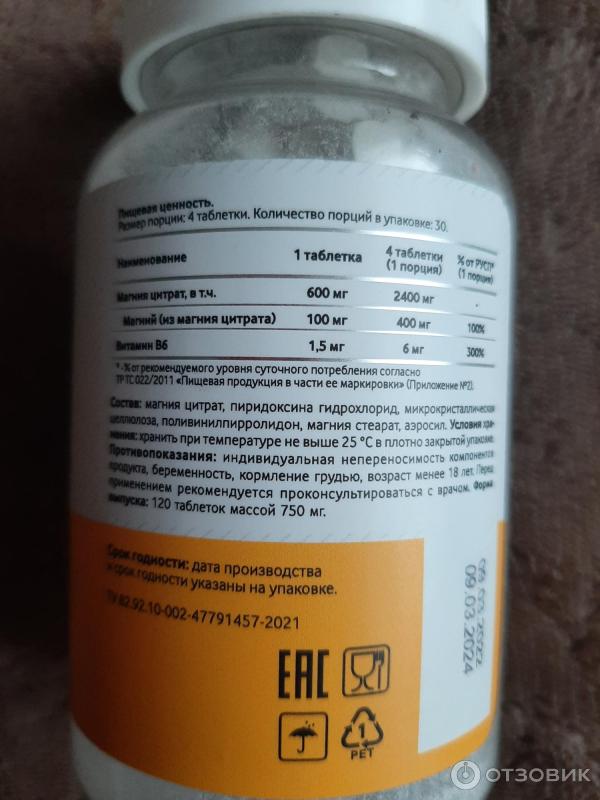 Пищевая ценность.
Размер порции: 4 таблетки. Количество порций в упаковке: 30.
Наименование 1 таблетка 4 таблетки (1 порция) % от РУСП* (1 порция)
Магния цитрат, в т.ч. 600 мг 2400 мг -
Магний (из магния цитрата) 100 мг 400 мг 100%
Витамин В6 1,5 мг 6 мг 300%
* - % от рекомендуемого уровня суточного потребления согласно
ТР ТС 022/2011 «Пищевая продукция в части ее маркировки» (Приложение №2).
Состав: магния цитрат, пиридоксина гидрохлорид, микрокристаллическая
целлюлоза, поливинилпирролидон, магния стеарат, аэросил. Условия хра-
нения: хранить при температуре не выше 25 °C в плотно закрытой упаковке.
Противопоказания: индивидуальная непереносимость компонентов
продукта, беременность, кормление грудью, возраст менее 18 лет. Перед
применением рекомендуется проконсультироваться с врачом. Форма
выпуска: 120 таблеток массой 750 мг.
Срок годности: дата производства
и срок годности указаны на упаковке.
ТУ 82.92.10-002-47791457-2021
09.03.2022
09.03.2024
EAC
1
PET
ОТЗОВИК